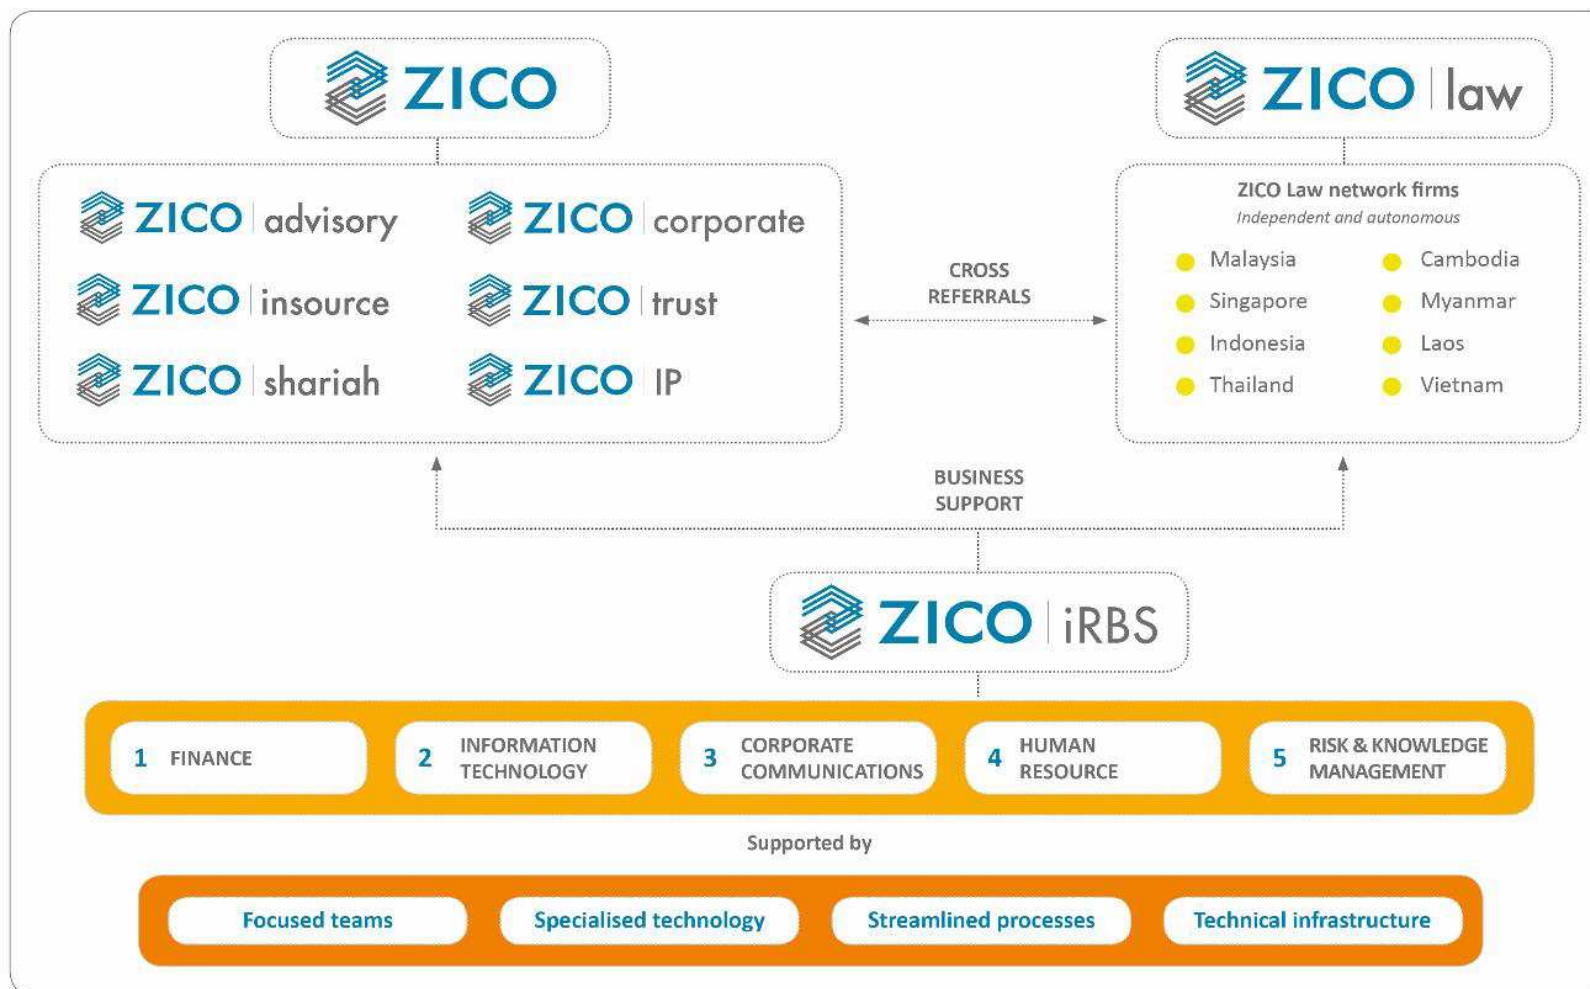 ZICO
ZICO law
ZICO advisory
ZICO corporate
ZICO insource
ZICO trust
ZICO shariah
ZICO IP
CROSS
REFERRALS
ZICO Law network firms
Independent and autonomous
Malaysia
Cambodia
Singapore
Myanmar
Indonesia
Laos
Thailand
Vietnam
BUSINESS
SUPPORT
ZICO iRBS
1 FINANCE
2 INFORMATION
TECHNOLOGY
3 CORPORATE
COMMUNICATIONS
4 HUMAN
RESOURCE
5 RISK & KNOWLEDGE
MANAGEMENT
Supported by
Focused teams
Specialised technology
Streamlined processes
Technical infrastructure